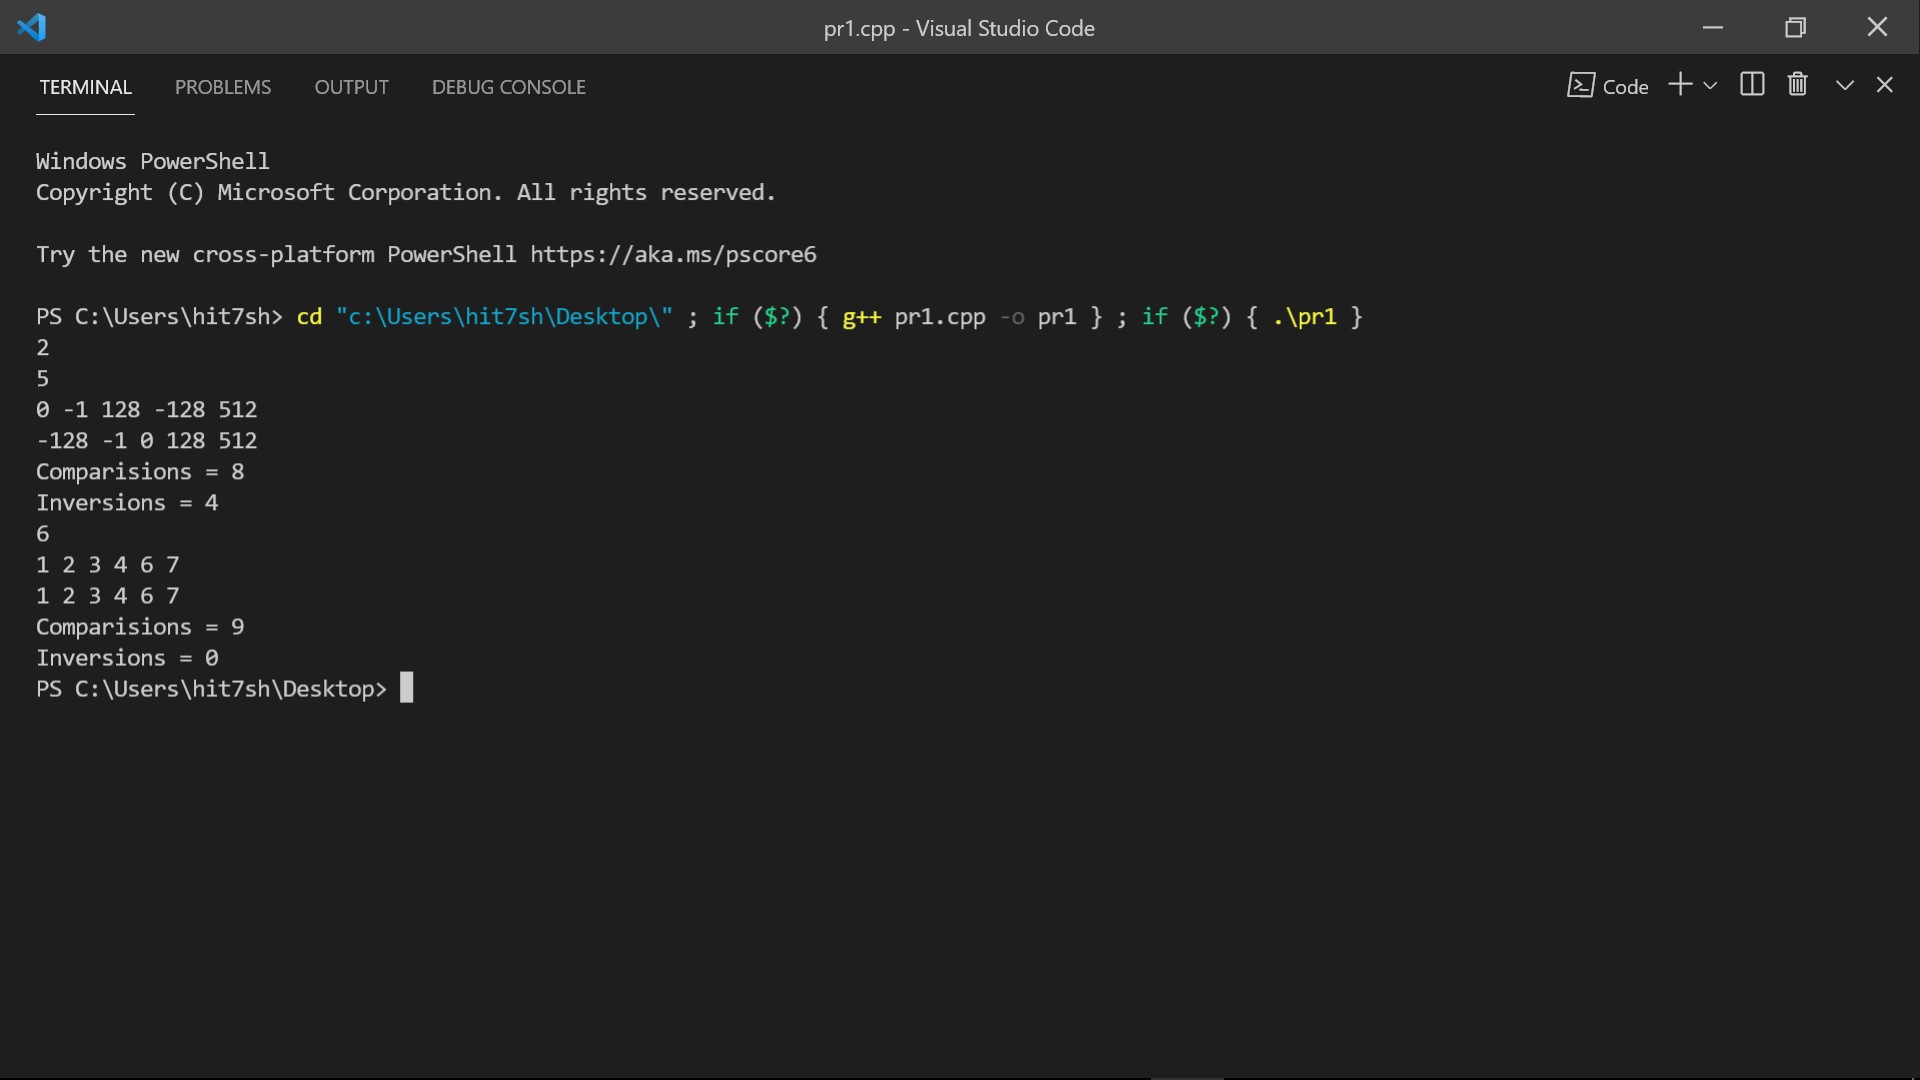 pr1.cpp - Visual Studio Code
TERMINAL PROBLEMS OUTPUT DEBUG CONSOLE Code
Windows PowerShell
Copyright (C) Microsoft Corporation. All rights reserved.
Try the new cross-platform PowerShell https://aka.ms/pscore6
PS C:\Users\hit7sh> cd "c:\Users\hit7sh\Desktop\" ; if ($?) { g++ pr1.cpp -o pr1 } ; if ($?) { .\pr1 }
2
5
0 -1 128 -128 512
-128 -1 0 128 512
Comparisions = 8
Inversions = 4
6
1 2 3 4 6 7
1 2 3 4 6 7
Comparisions = 9
Inversions = 0
PS C:\Users\hit7sh\Desktop>